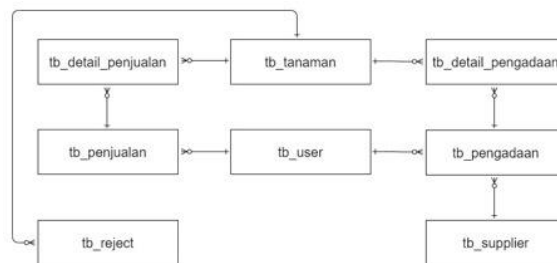 tb_detail_penjualan
tb_tanaman
tb_detail_pengadaan
tb_penjualan
tb_user
tb_pengadaan
tb_reject
tb_supplier